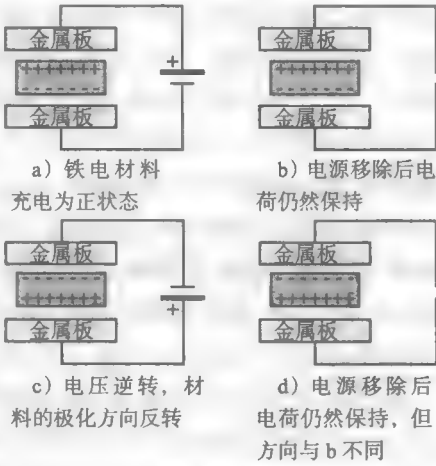 金属板
+
++++++
------
金属板
a）铁电材料
充电为正状态
金属板
++++++
------
金属板
b）电源移除后电
荷仍然保持
金属板
------
++++++
+
金属板
c）电压逆转，材
料的极化方向反转
金属板
------
++++++
金属板
d）电源移除后
电荷仍然保持，但
方向与b不同